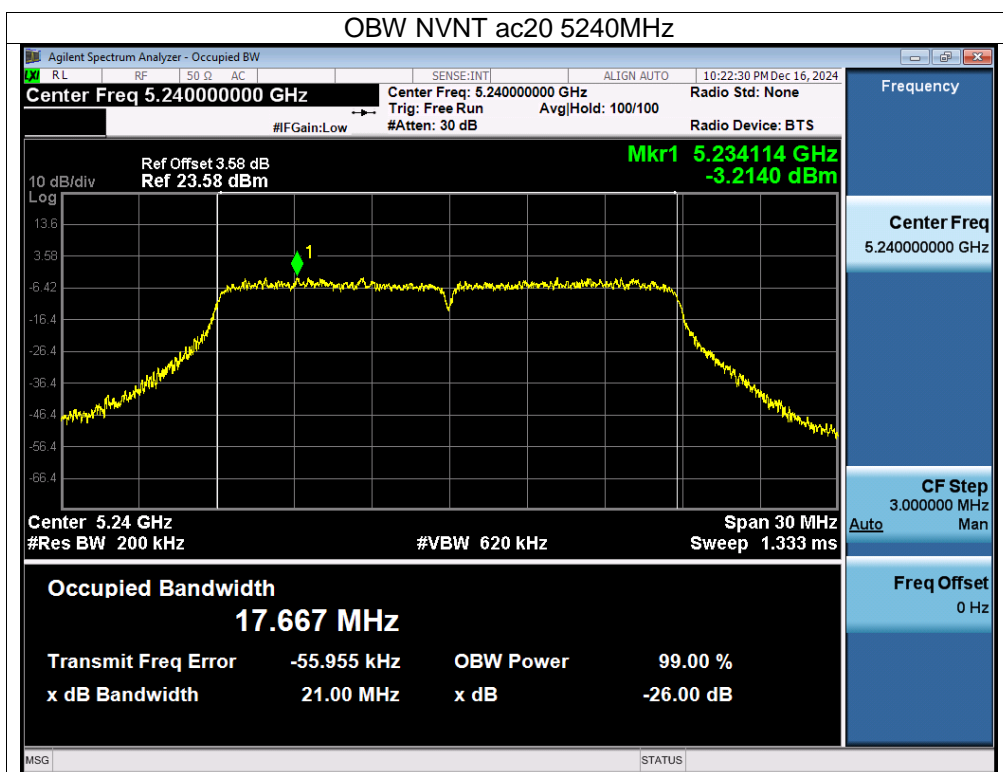 OBW NVNT ac20 5240MHz
Agilent Spectrum Analyzer - Occupied BW
LXI RL RF 50 Ω AC SENSE:INT ALIGN AUTO 10:22:30 PM Dec 16, 2024
Center Freq 5.240000000 GHz
Center Freq: 5.240000000 GHz Radio Std: None
Trig: Free Run Avg|Hold: 100/100
#IFGain:Low #Atten: 30 dB Radio Device: BTS
Ref Offset 3.58 dB
10 dB/div Ref 23.58 dBm
Mkr1 5.234114 GHz
-3.2140 dBm
Log
13.6
3.58
-6.42
-16.4
-26.4
-36.4
-46.4
-56.4
-66.4
1
Center 5.24 GHz Span 30 MHz
#Res BW 200 kHz #VBW 620 kHz Sweep 1.333 ms
Occupied Bandwidth
17.667 MHz
Transmit Freq Error -55.955 kHz OBW Power 99.00 %
x dB Bandwidth 21.00 MHz x dB -26.00 dB
MSG STATUS
Frequency
Center Freq
5.240000000 GHz
CF Step
3.000000 MHz
Auto Man
Freq Offset
0 Hz